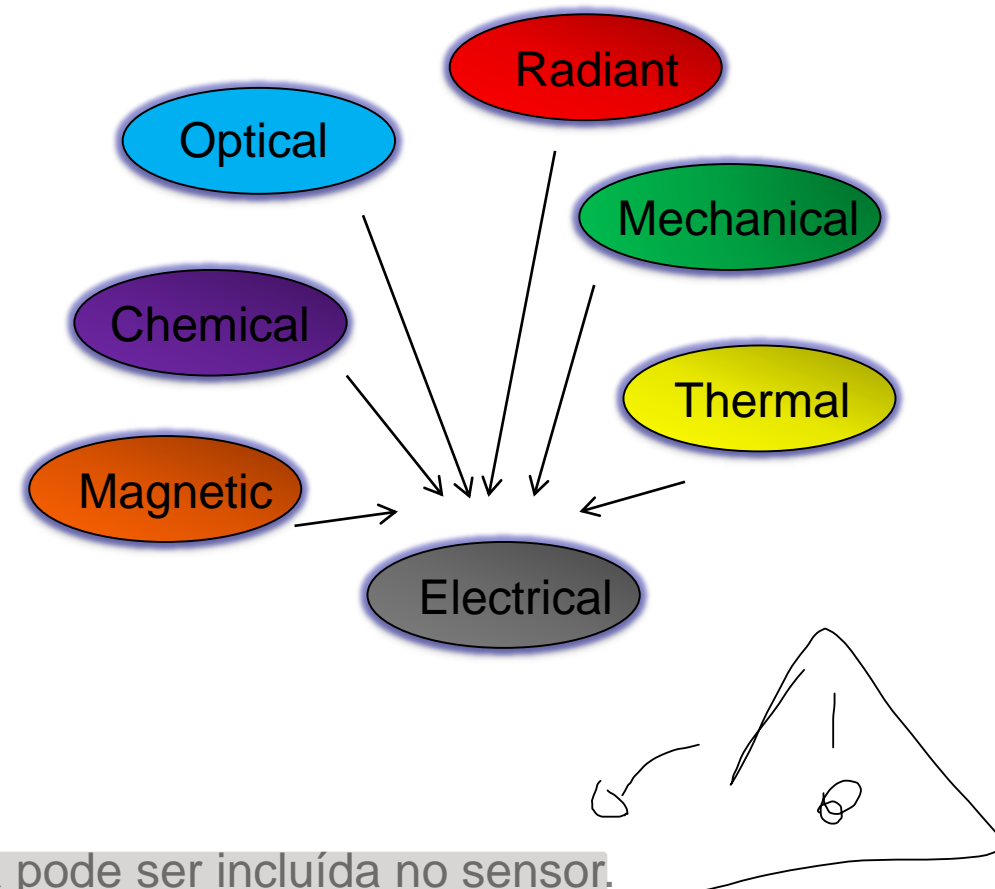 Radiant
Optical
Mechanical
Chemical
Thermal
Magnetic
Electrical
pode ser incluída no sensor.